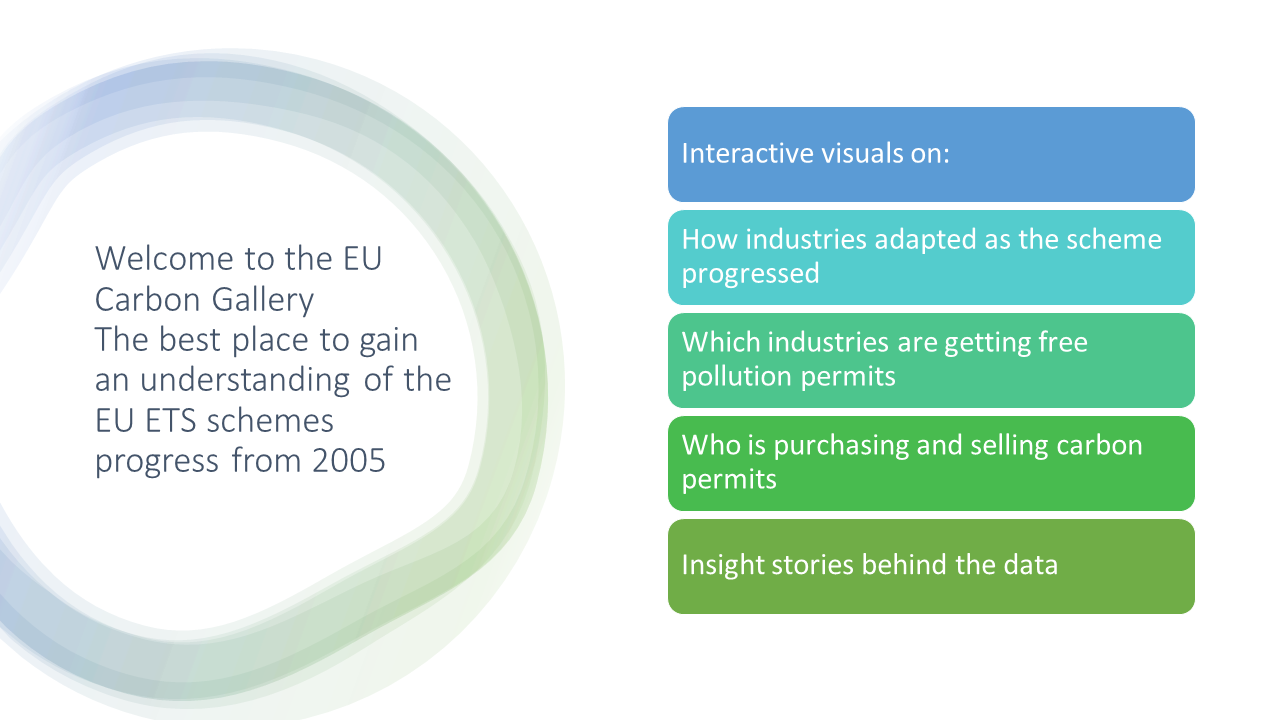 Welcome to the EU
Carbon Gallery
The best place to gain
an understanding of the
EU ETS schemes
progress from 2005
Interactive visuals on:
How industries adapted as the scheme
progressed
Which industries are getting free
pollution permits
Who is purchasing and selling carbon
permits
Insight stories behind the data